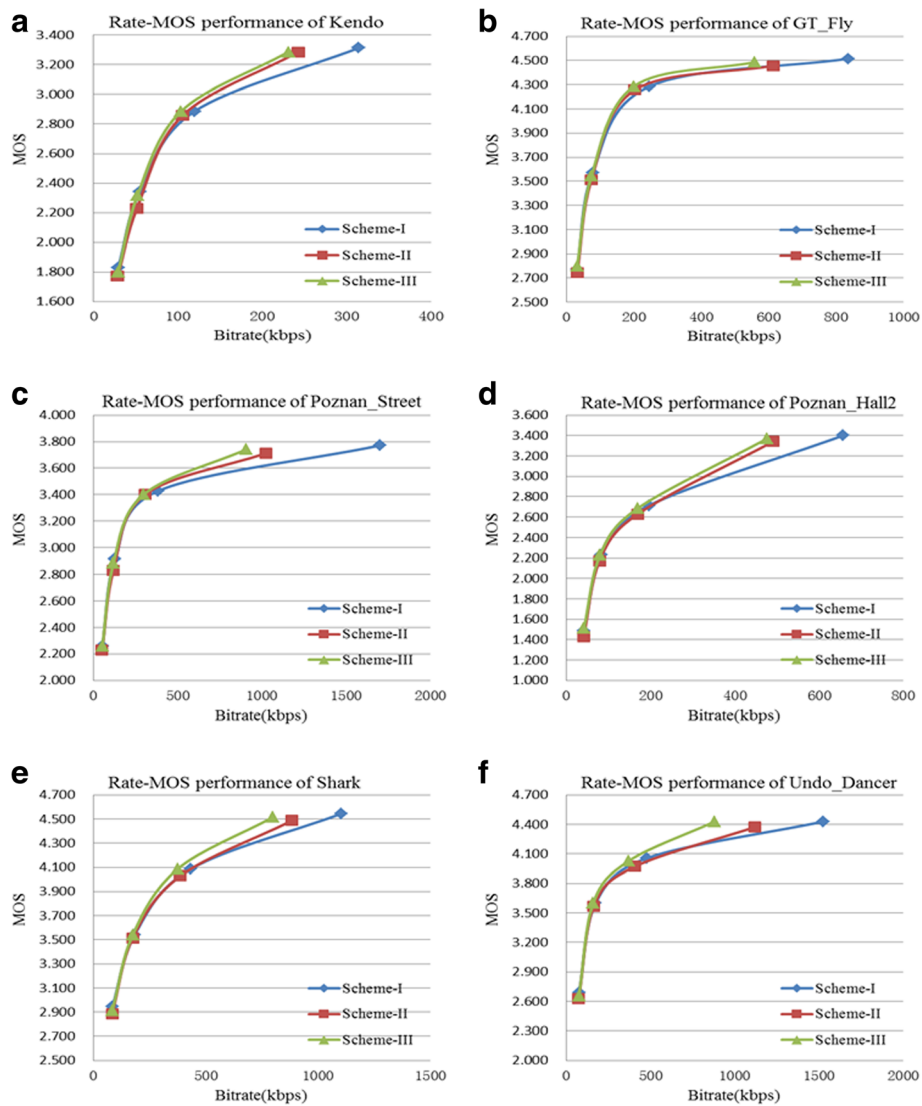 a
Rate-MOS performance of Kendo
3.400
3.200
3.000
2.800
2.600
2.400
2.200
2.000
1.800
1.600
MOS
Scheme-I
Scheme-II
Scheme-III
0 100 200 300 400
Bitrate(kbps)
b
Rate-MOS performance of GT_Fly
4.700
4.500
4.300
4.100
3.900
3.700
3.500
3.300
3.100
2.900
2.700
2.500
MOS
Scheme-I
Scheme-II
Scheme-III
0 200 400 600 800 1000
Bitrate(kbps)
c
Rate-MOS performance of Poznan_Street
4.000
3.800
3.600
3.400
3.200
3.000
2.800
2.600
2.400
2.200
2.000
MOS
Scheme-I
Scheme-II
Scheme-III
0 500 1000 1500 2000
Bitrate(kbps)
d
Rate-MOS performance of Poznan_Hall2
3.600
3.400
3.200
3.000
2.800
2.600
2.400
2.200
2.000
1.800
1.600
1.400
1.200
1.000
MOS
Scheme-I
Scheme-II
Scheme-III
0 200 400 600 800
Bitrate(kbps)
e
Rate-MOS performance of Shark
4.700
4.500
4.300
4.100
3.900
3.700
3.500
3.300
3.100
2.900
2.700
2.500
MOS
Scheme-I
Scheme-II
Scheme-III
0 500 1000 1500
Bitrate(kbps)
f
Rate-MOS performance of Undo_Dancer
4.700
4.400
4.100
3.800
3.500
3.200
2.900
2.600
2.300
2.000
MOS
Scheme-I
Scheme-II
Scheme-III
0 500 1000 1500 2000
Bitrate(kbps)